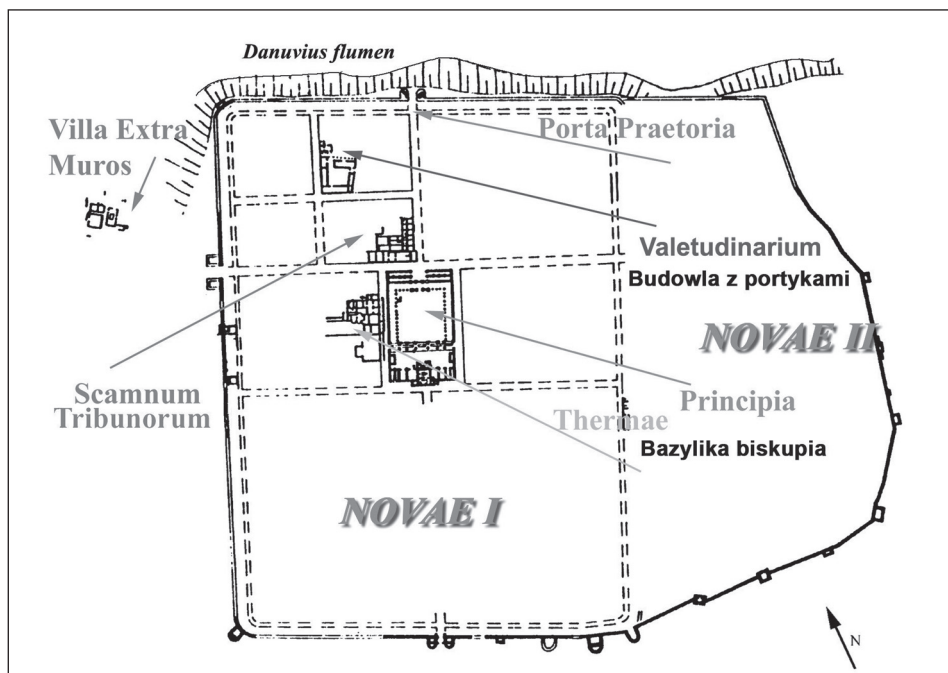 Danuvius flumen
Villa Extra
Muros
Porta Praetoria
Valetudinarium
Budowla z portykami
NOVAE II
Scamnum
Tribunorum
Principia
Thermae
Bazylika biskupia
NOVAE I
N